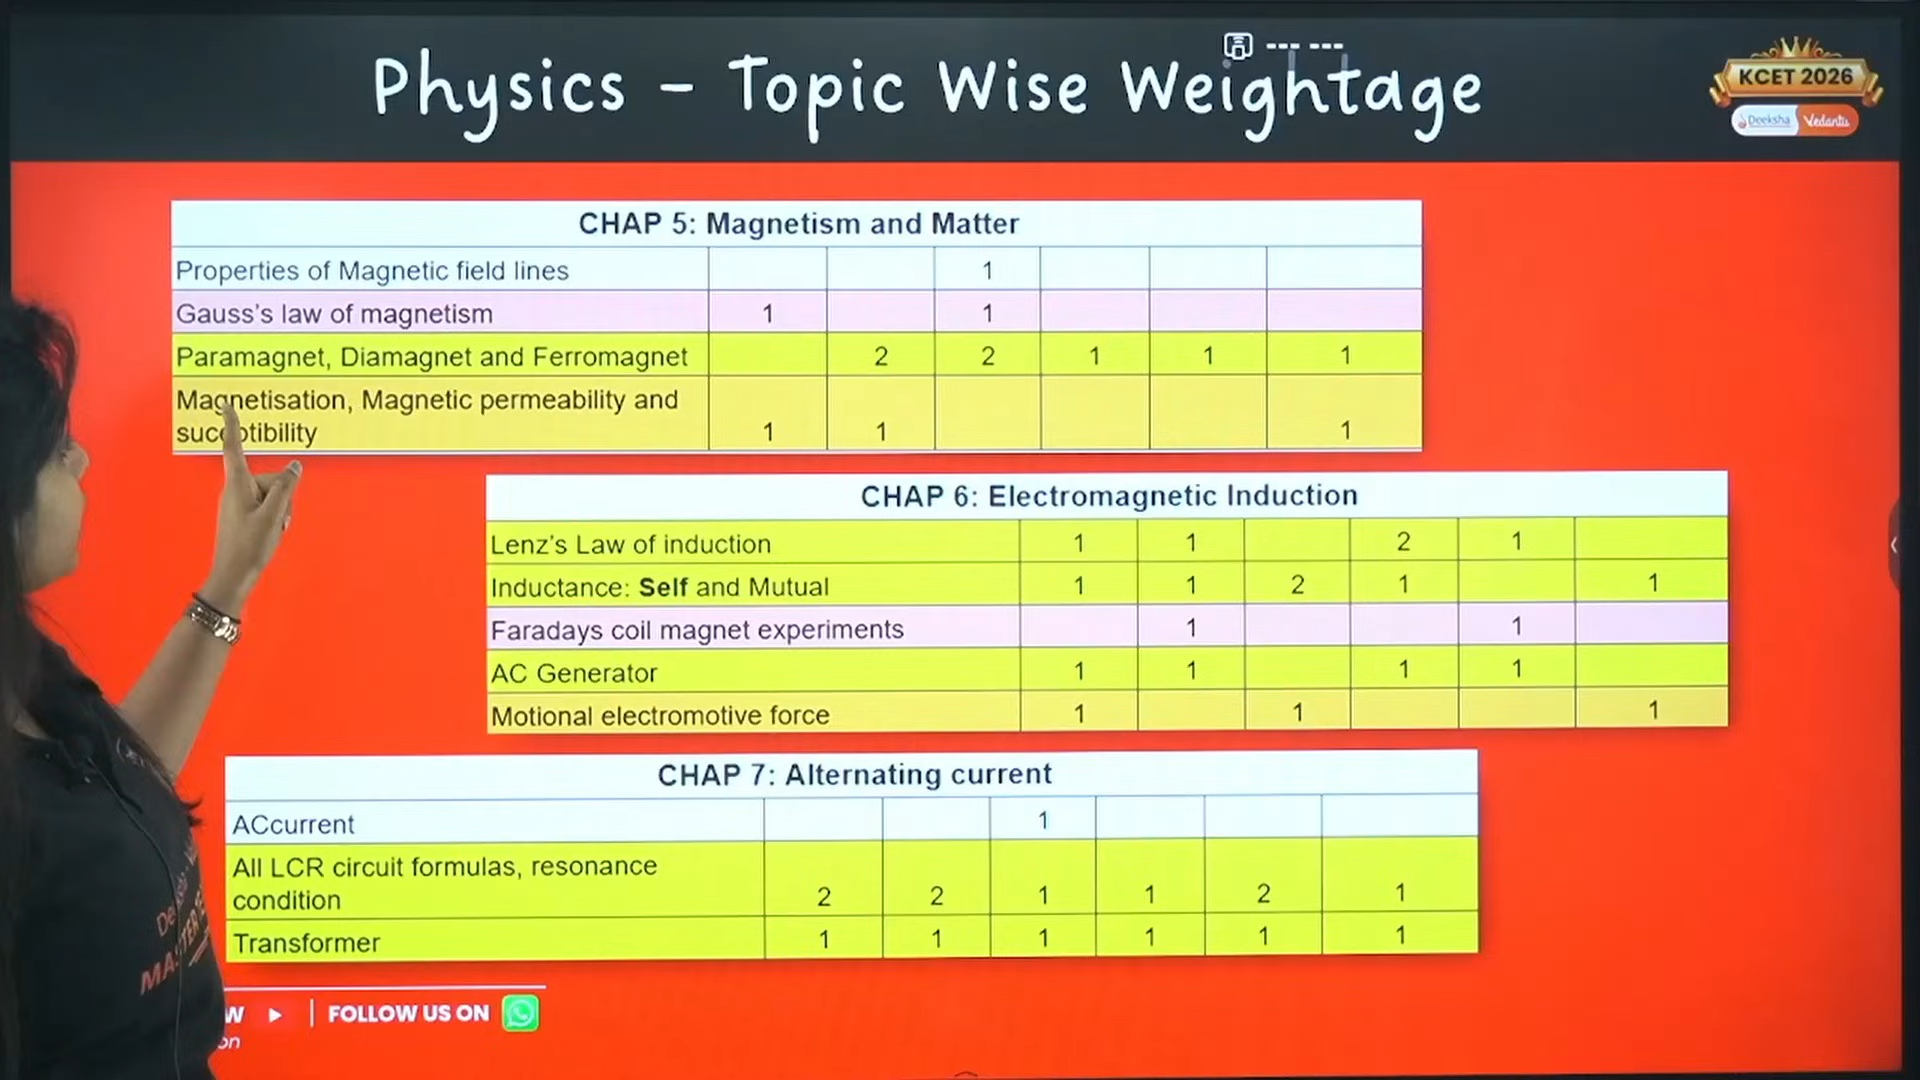 Physics - Topic Wise Weightage
KCET 2026
Deeksha Vedantu
CHAP 5: Magnetism and Matter
Properties of Magnetic field lines 1
Gauss's law of magnetism 1 1
Paramagnet, Diamagnet and Ferromagnet 2 2 1 1 1
Magnetisation, Magnetic permeability and
succeptibility 1 1 1
CHAP 6: Electromagnetic Induction
Lenz's Law of induction 1 1 2 1
Inductance: Self and Mutual 1 1 2 1 1
Faradays coil magnet experiments 1 1
AC Generator 1 1 1 1
Motional electromotive force 1 1 1
CHAP 7: Alternating current
ACcurrent 1
All LCR circuit formulas, resonance
condition 2 2 1 1 2 1
Transformer 1 1 1 1 1 1
FOLLOW US ON